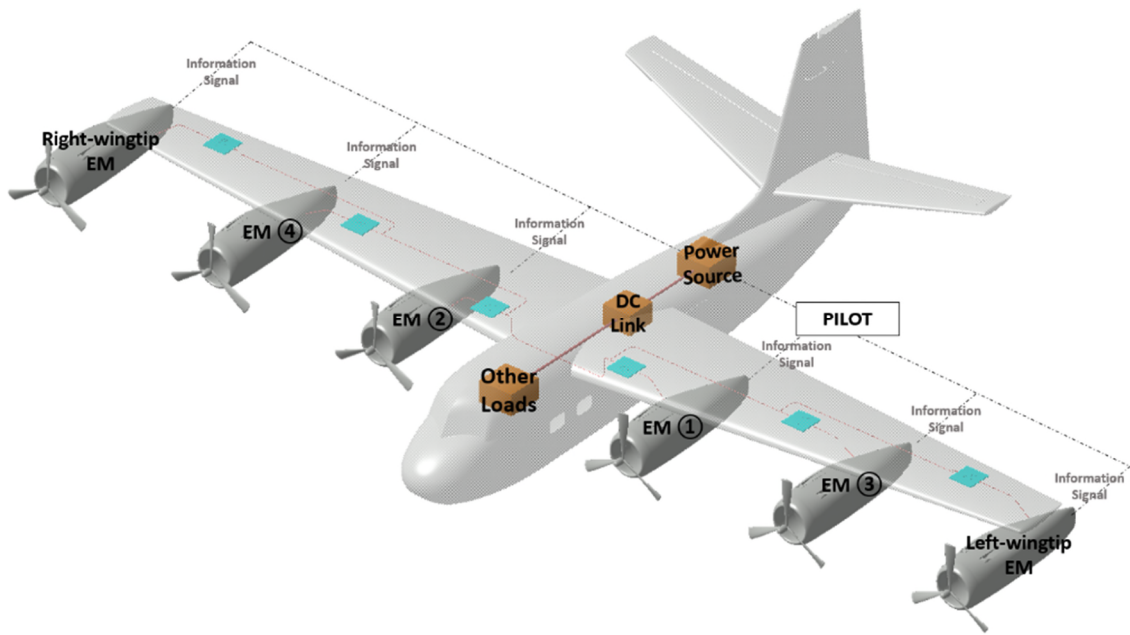 Information
Signal
Right-wingtip
EM
Information
Signal
EM ④
Information
Signal
EM ②
Power
Source
DC
Link
PILOT
Other
Loads
Information
Signal
EM ①
Information
Signal
EM ③
Information
Signal
Left-wingtip
EM